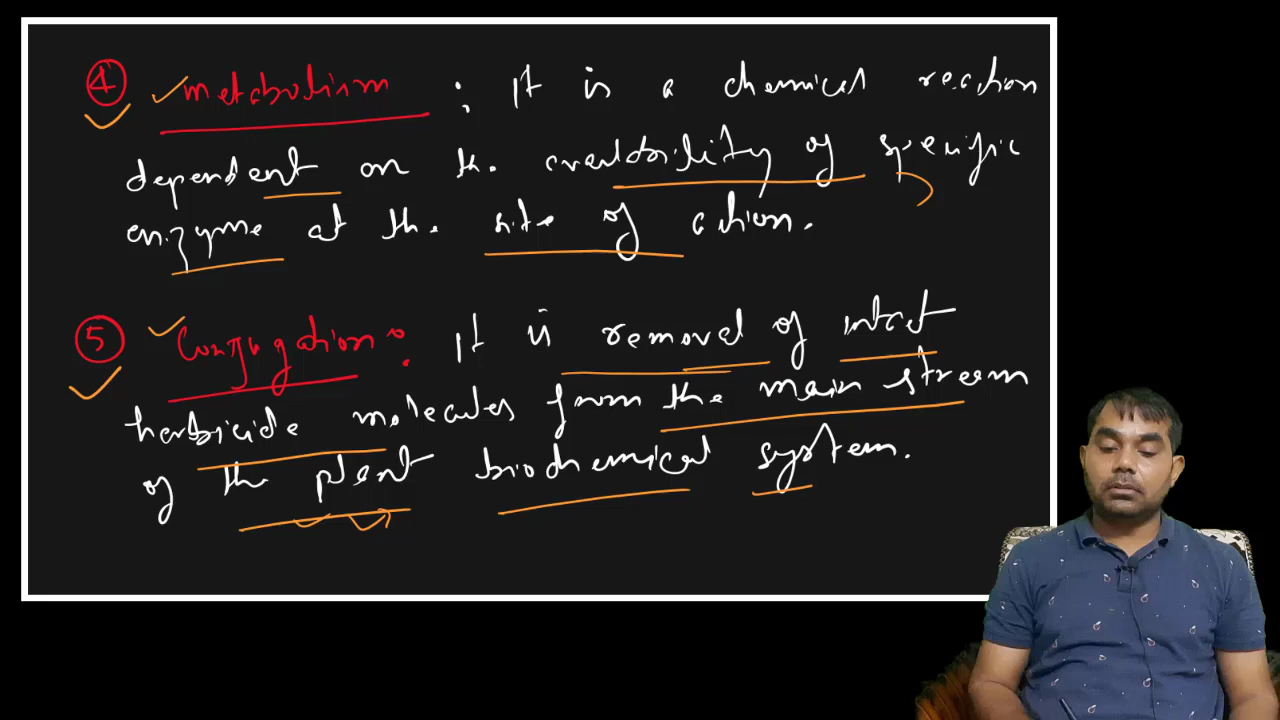 ④ metabolism : It is a chemical reaction
dependent on the availability of specific
enzyme at the site of action.
⑤ Conjugation : It is removal of intact
herbicide molecules from the main stream
of the plant biochemical system.